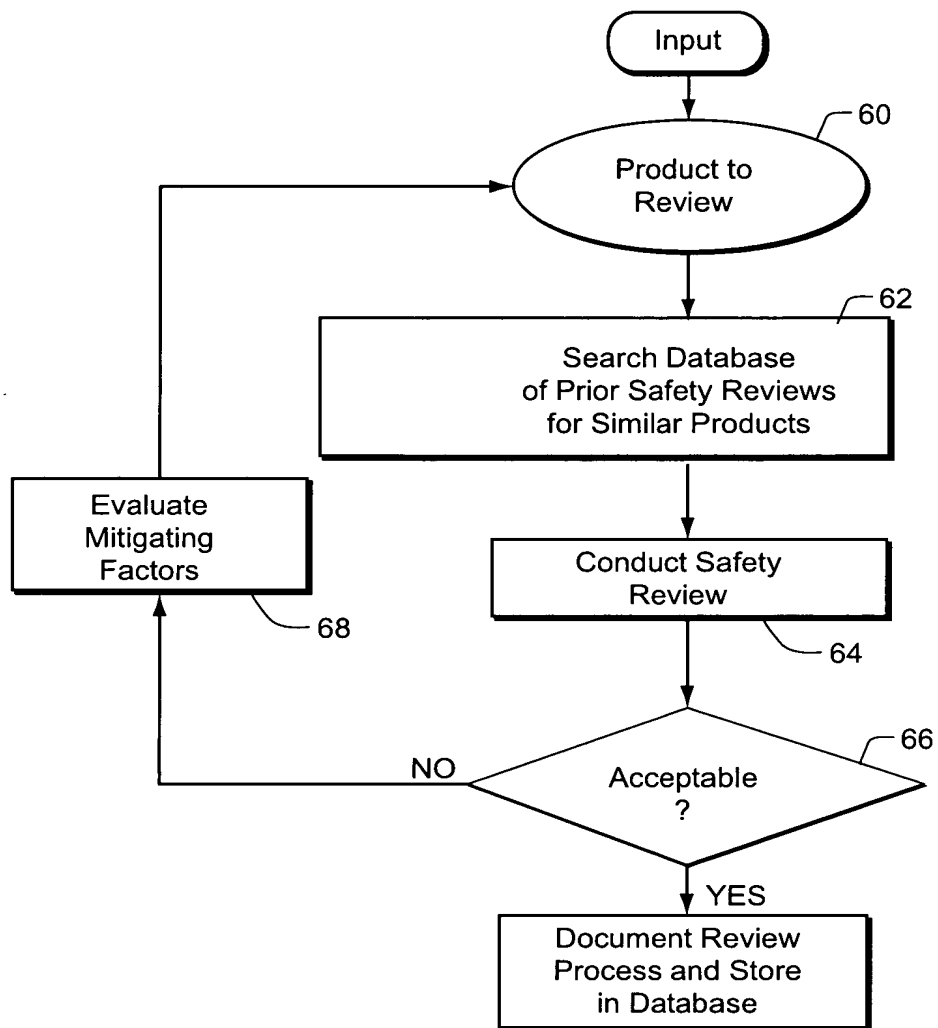 Input
60
Product to
Review
62
Search Database
of Prior Safety Reviews
for Similar Products
Evaluate
Mitigating
Factors
68
Conduct Safety
Review
64
66
NO
Acceptable
?
YES
Document Review
Process and Store
in Database